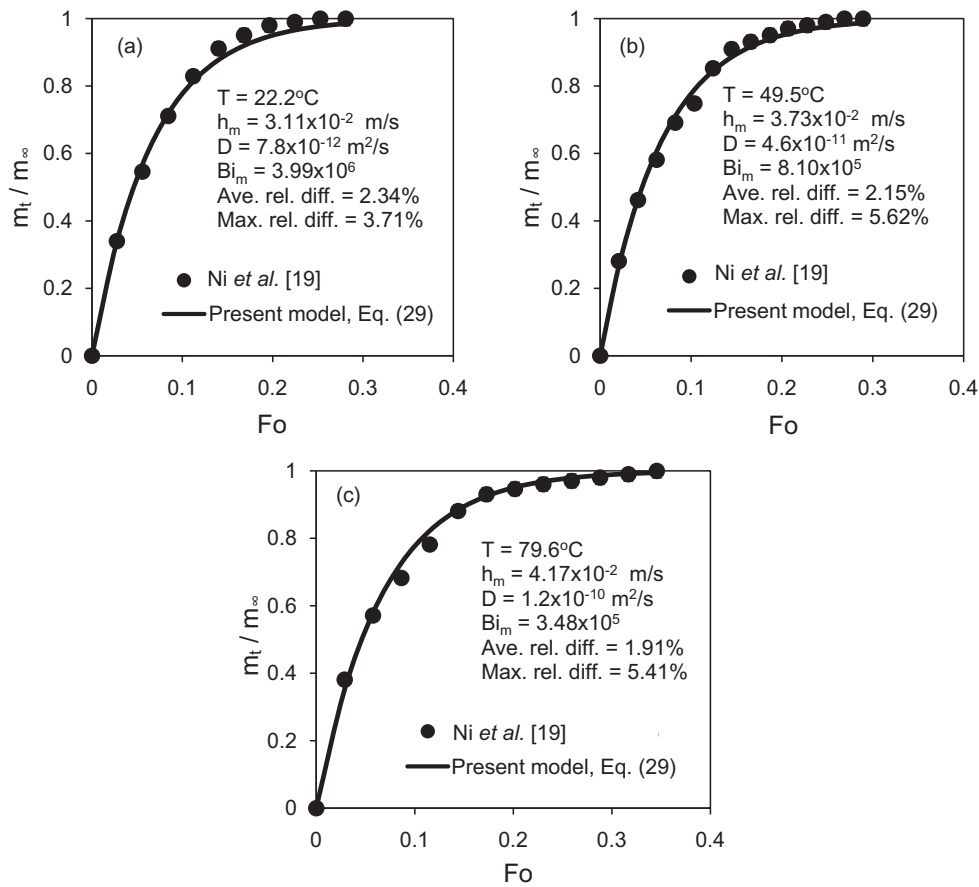 (a)
1
0.8
0.6
0.4
0.2
0
m_t / m_∞
T = 22.2°C
h_m = 3.11x10^-2 m/s
D = 7.8x10^-12 m^2/s
Bi_m = 3.99x10^6
Ave. rel. diff. = 2.34%
Max. rel. diff. = 3.71%
Ni et al. [19]
Present model, Eq. (29)
0 0.1 0.2 0.3 0.4
Fo
(b)
1
0.8
0.6
0.4
0.2
0
m_t / m_∞
T = 49.5°C
h_m = 3.73x10^-2 m/s
D = 4.6x10^-11 m^2/s
Bi_m = 8.10x10^5
Ave. rel. diff. = 2.15%
Max. rel. diff. = 5.62%
Ni et al. [19]
Present model, Eq. (29)
0 0.1 0.2 0.3 0.4
Fo
(c)
1
0.8
0.6
0.4
0.2
0
m_t / m_∞
T = 79.6°C
h_m = 4.17x10^-2 m/s
D = 1.2x10^-10 m^2/s
Bi_m = 3.48x10^5
Ave. rel. diff. = 1.91%
Max. rel. diff. = 5.41%
Ni et al. [19]
Present model, Eq. (29)
0 0.1 0.2 0.3 0.4
Fo